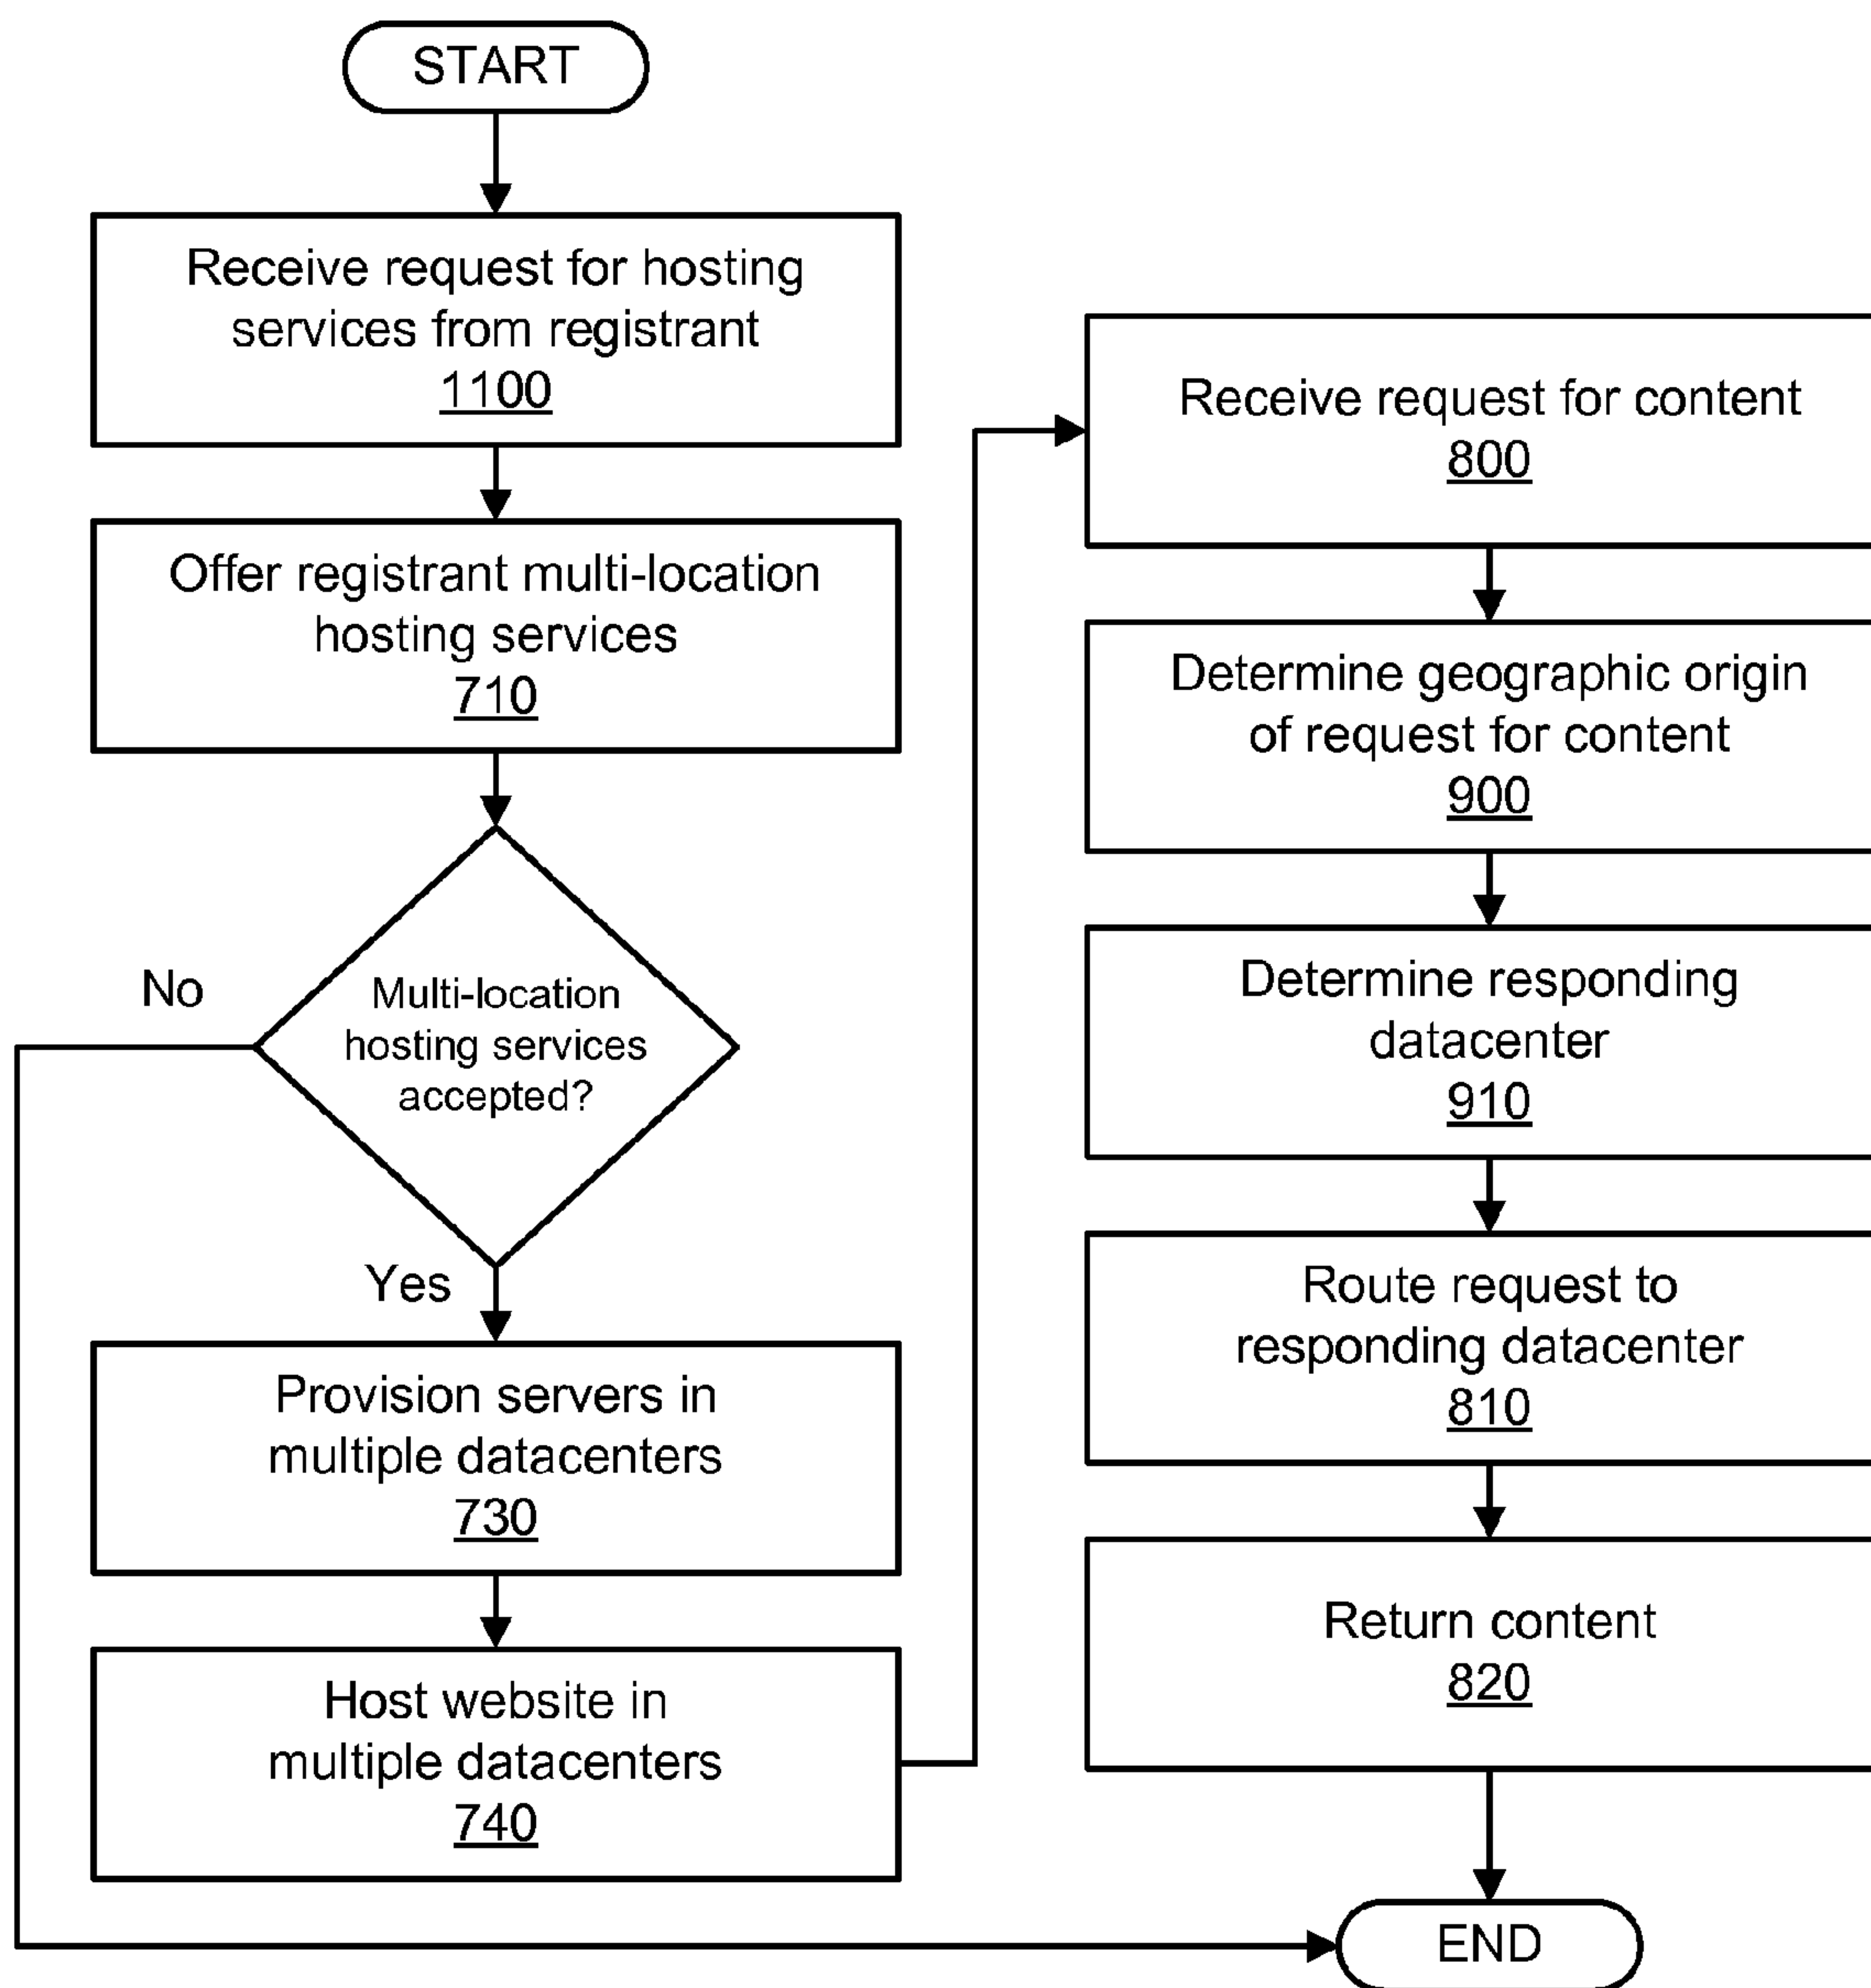 START
Receive request for hosting
services from registrant
1100
Offer registrant multi-location
hosting services
710
No
Multi-location
hosting services
accepted?
Yes
Provision servers in
multiple datacenters
730
Host website in
multiple datacenters
740
Receive request for content
800
Determine geographic origin
of request for content
900
Determine responding
datacenter
910
Route request to
responding datacenter
810
Return content
820
END